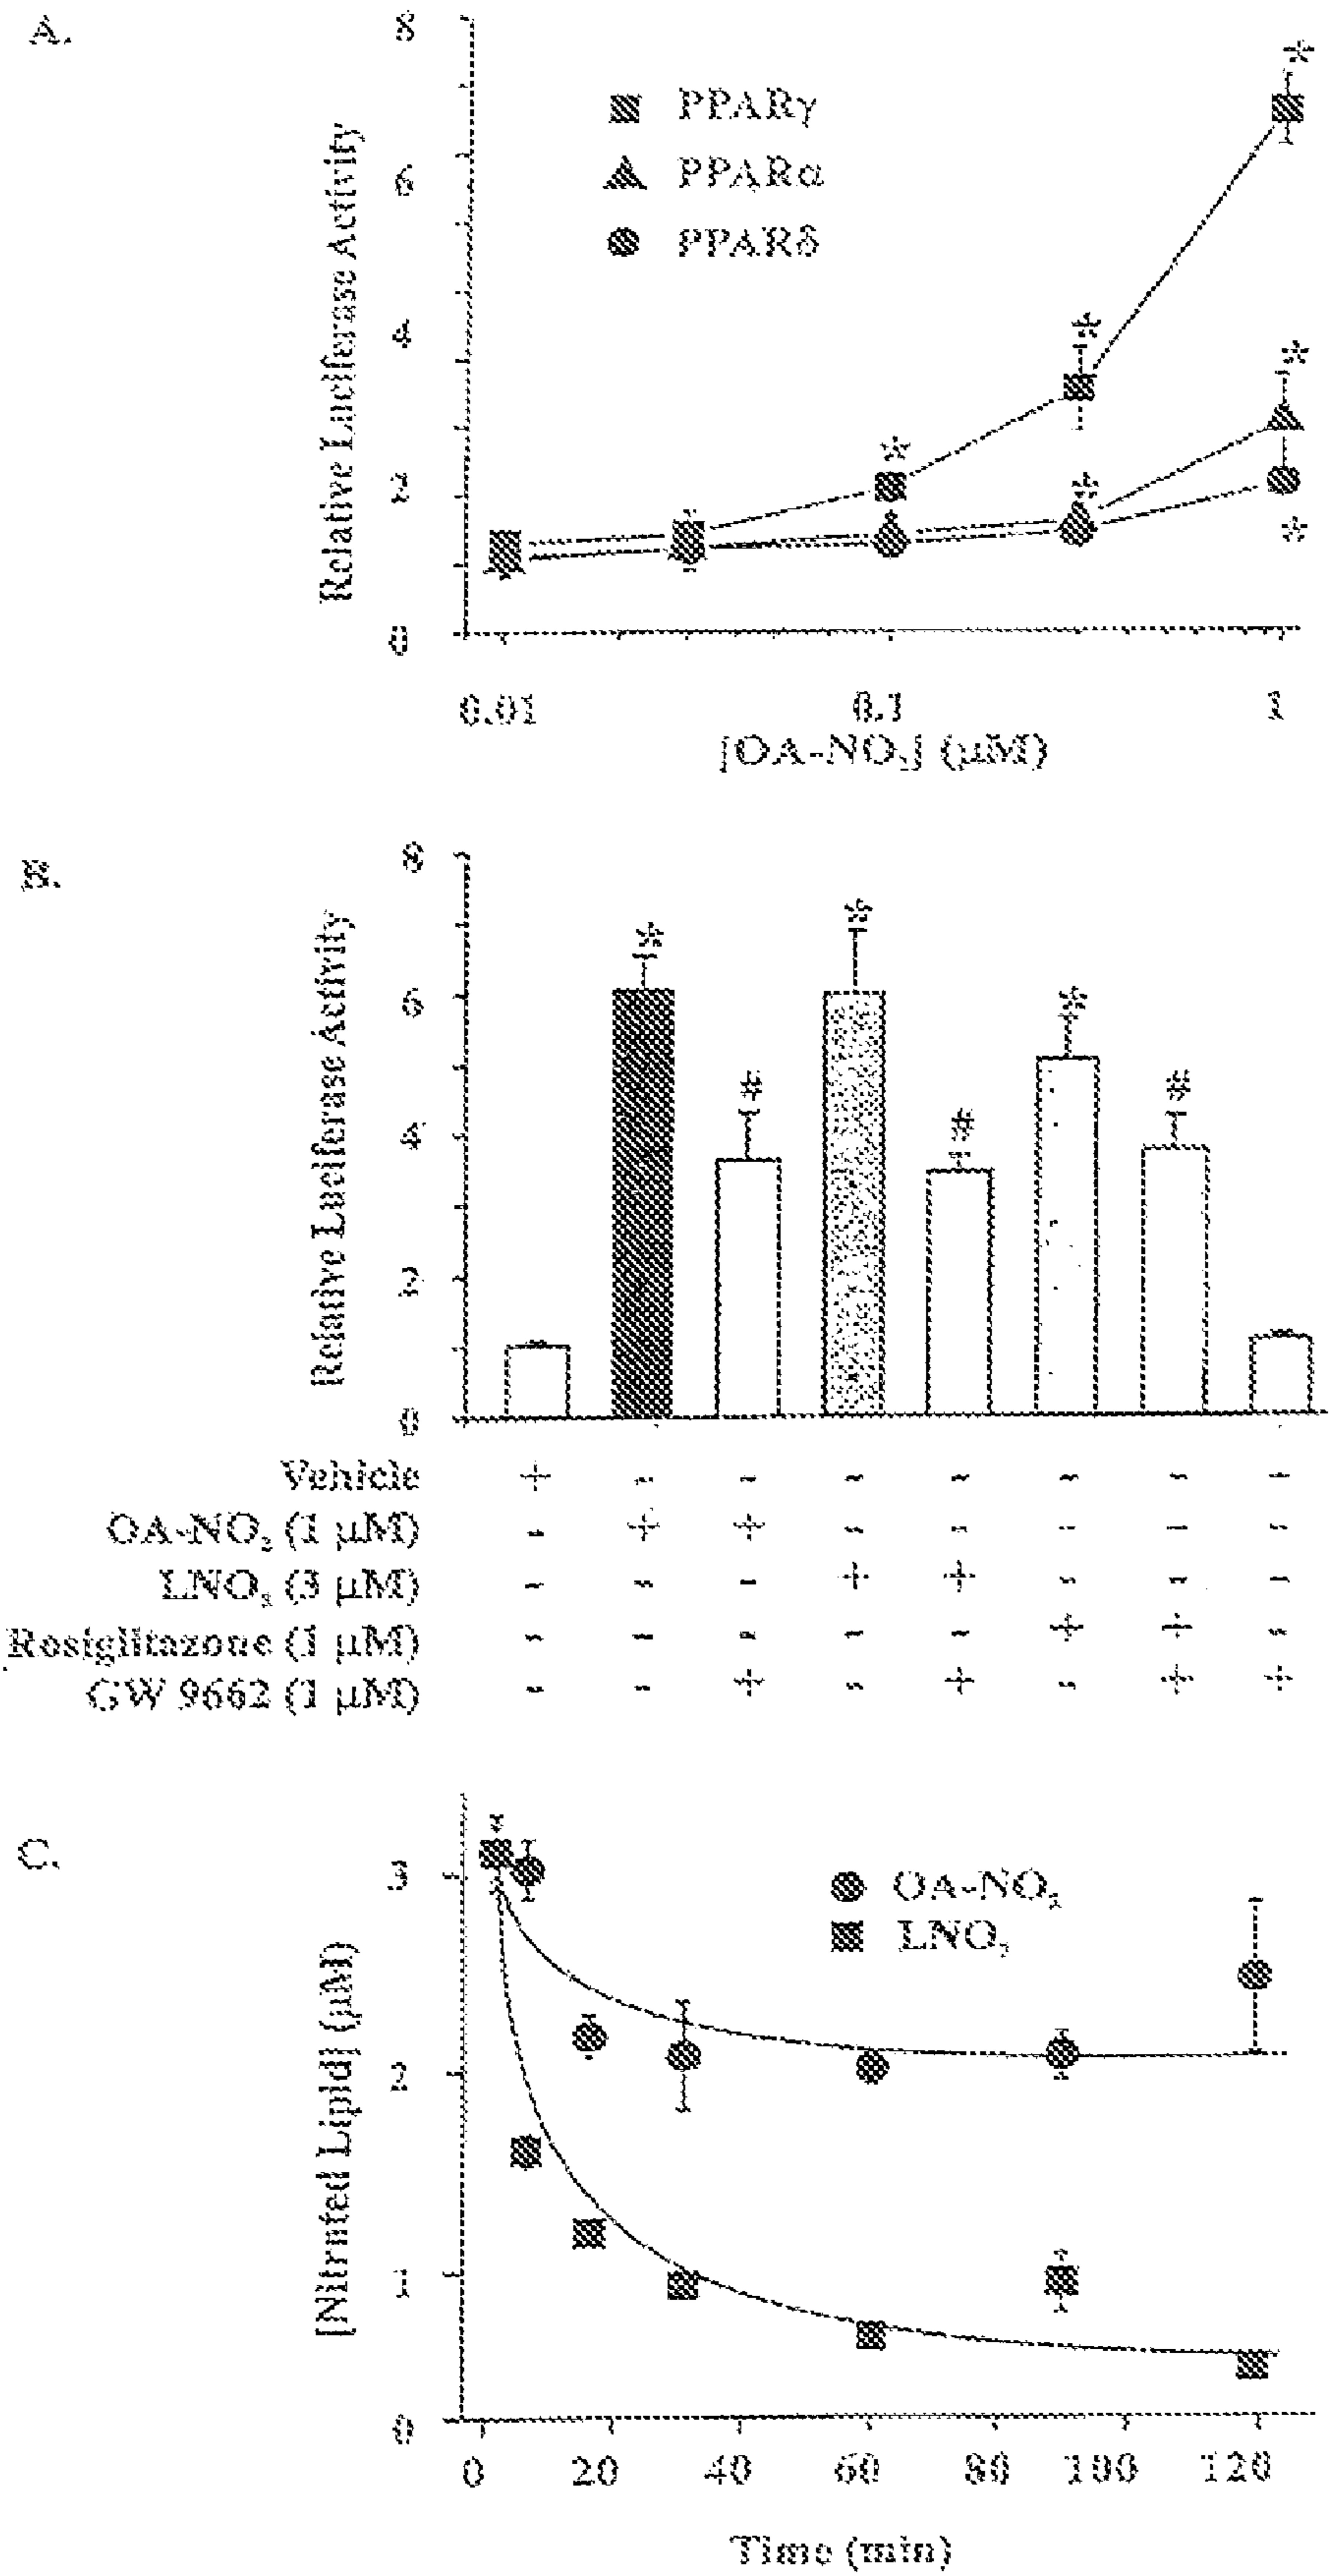 A.
8
6
4
2
0
Relative Luciferase Activity
PPARγ
PPARα
PPARδ
*
*
*
*
*
*
0.01
0.1
1
[OA-NO₂] (μM)
B.
8
6
4
2
0
Relative Luciferase Activity
*
#
*
#
*
#
Vehicle + - - - - - - -
OA-NO₂ (1 μM) - + + - - - - -
LNO₂ (3 μM) - - - + + - - -
Rosiglitazone (1 μM) - - - - - + + -
GW 9662 (1 μM) - - + - + - + +
C.
3
2
1
0
[Nitrated Lipid] (μM)
OA-NO₂
LNO₂
0 20 40 60 80 100 120
Time (min)